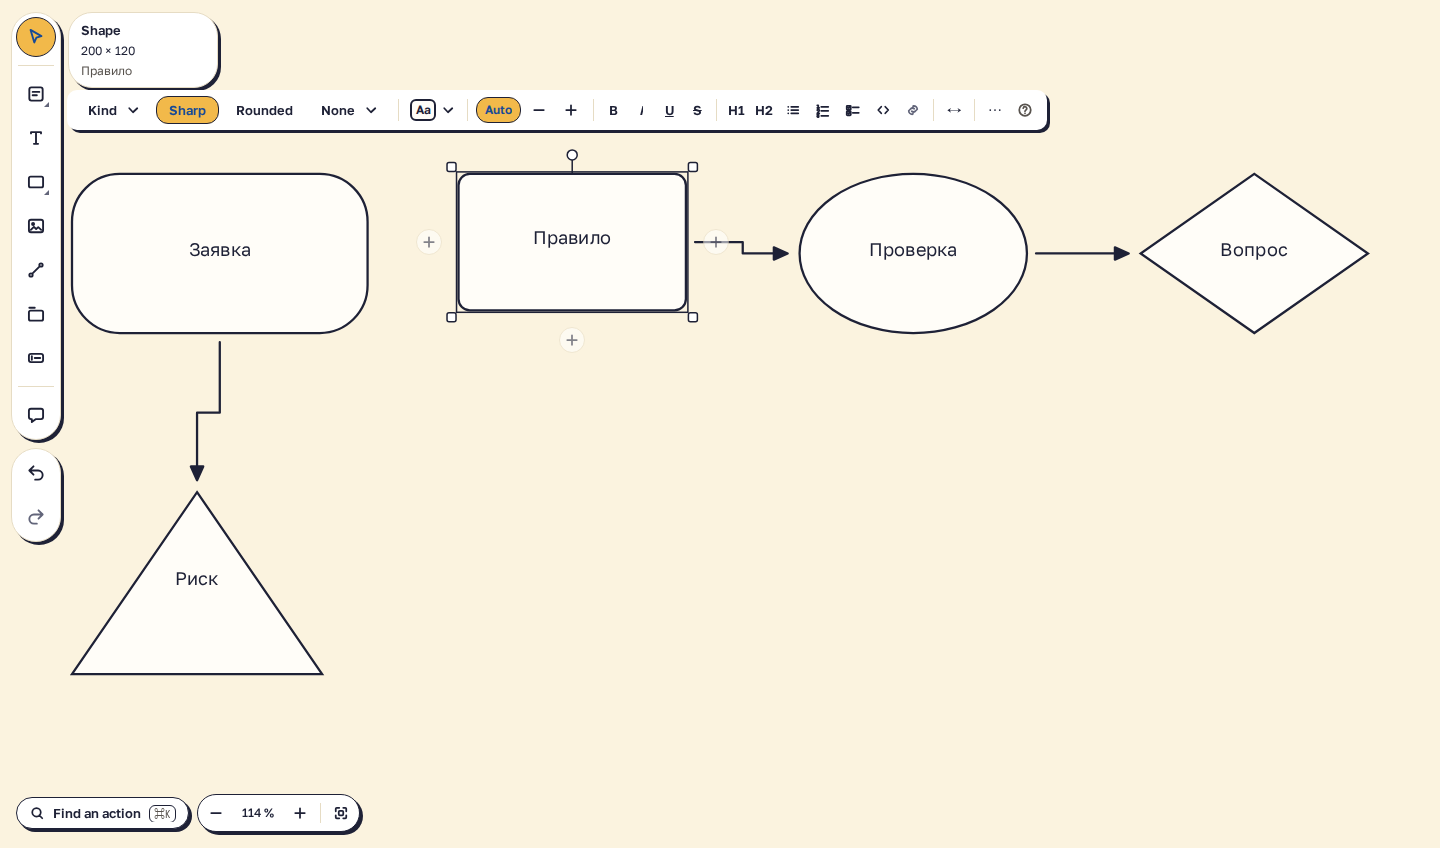 Shape
200 × 120
Правило
Kind Sharp Rounded None Aa Auto B I U S H1 H2
Заявка
Правило
Проверка
Вопрос
Риск
Find an action ⌘K
114 %